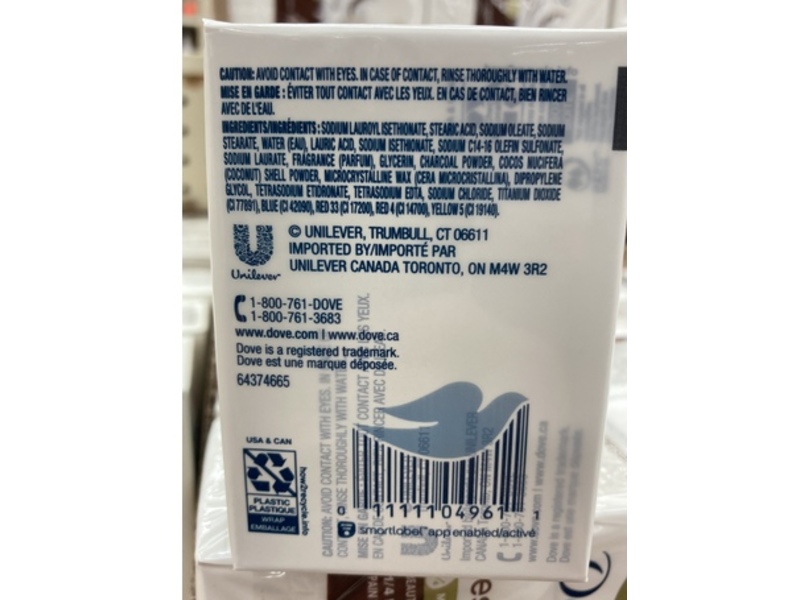 CAUTION: AVOID CONTACT WITH EYES. IN CASE OF CONTACT, RINSE THOROUGHLY WITH WATER.
MISE EN GARDE : ÉVITER TOUT CONTACT AVEC LES YEUX. EN CAS DE CONTACT, BIEN RINCER
AVEC DE L'EAU.
INGREDIENTS/INGRÉDIENTS : SODIUM LAUROYL ISETHIONATE, STEARIC ACID, SODIUM OLEATE, SODIUM
STEARATE, WATER (EAU), LAURIC ACID, SODIUM ISETHIONATE, SODIUM C14-16 OLEFIN SULFONATE,
SODIUM LAURATE, FRAGRANCE (PARFUM), GLYCERIN, CHARCOAL POWDER, COCOS NUCIFERA
(COCONUT) SHELL POWDER, MICROCRYSTALLINE WAX (CERA MICROCRISTALLINA), DIPROPYLENE
GLYCOL, TETRASODIUM ETIDRONATE, TETRASODIUM EDTA, SODIUM CHLORIDE, TITANIUM DIOXIDE
(CI 77891), BLUE (CI 42090), RED 33 (CI 17200), RED 4 (CI 14700), YELLOW 5 (CI 19140).
© UNILEVER, TRUMBULL, CT 06611
IMPORTED BY/IMPORTÉ PAR
UNILEVER CANADA TORONTO, ON M4W 3R2
Unilever
1-800-761-DOVE
1-800-761-3683
www.dove.com | www.dove.ca
Dove is a registered trademark.
Dove est une marque déposée.
64374665
USA & CAN
how2recycle.info
PLASTIC
PLASTIQUE
WRAP
EMBALLAGE
0 11111 04961 1
smartlabel™ app enabled/activé